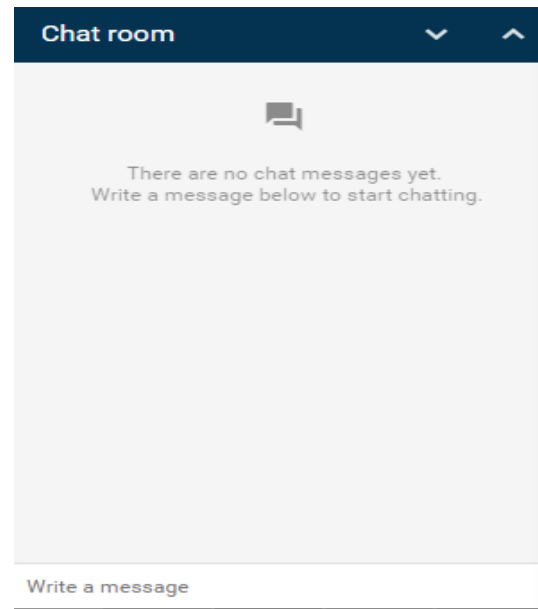 Chat room
There are no chat messages yet.
Write a message below to start chatting.
Write a message